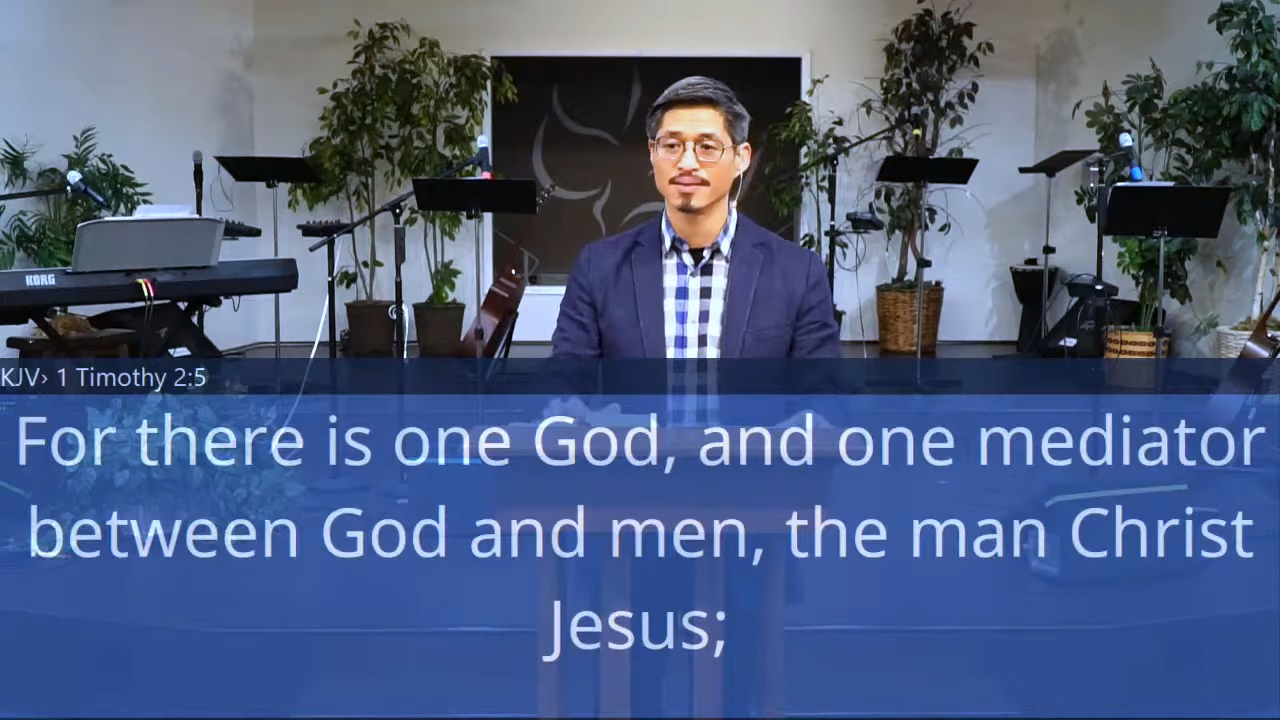 KORG
KJV› 1 Timothy 2:5
For there is one God, and one mediator
between God and men, the man Christ
Jesus;